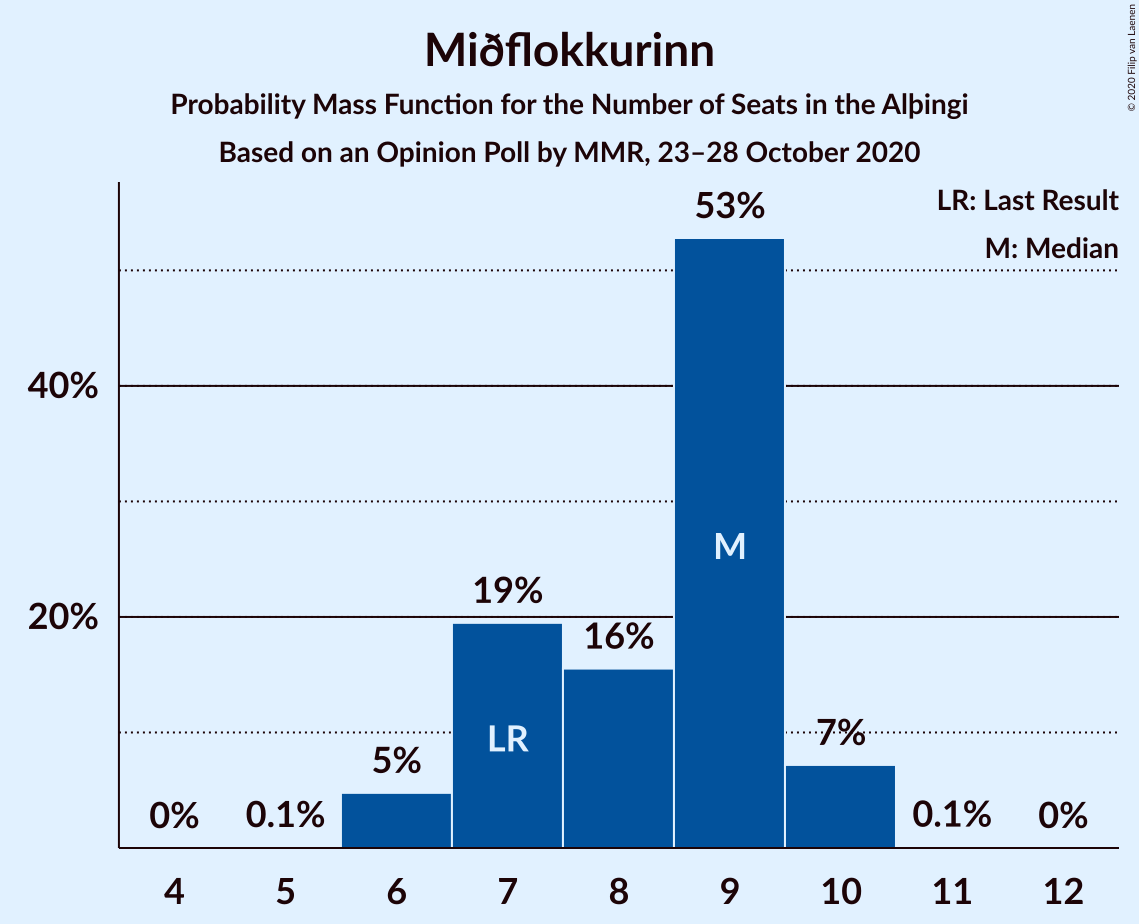 Miðflokkurinn
Probability Mass Function for the Number of Seats in the Alþingi
Based on an Opinion Poll by MMR, 23–28 October 2020
© 2020 Filip van Laenen
LR: Last Result
M: Median
53%
40%
M
19%
20%
16%
LR
7%
5%
0%
0.1%
0.1%
0%
4 5 6 7 8 9 10 11 12